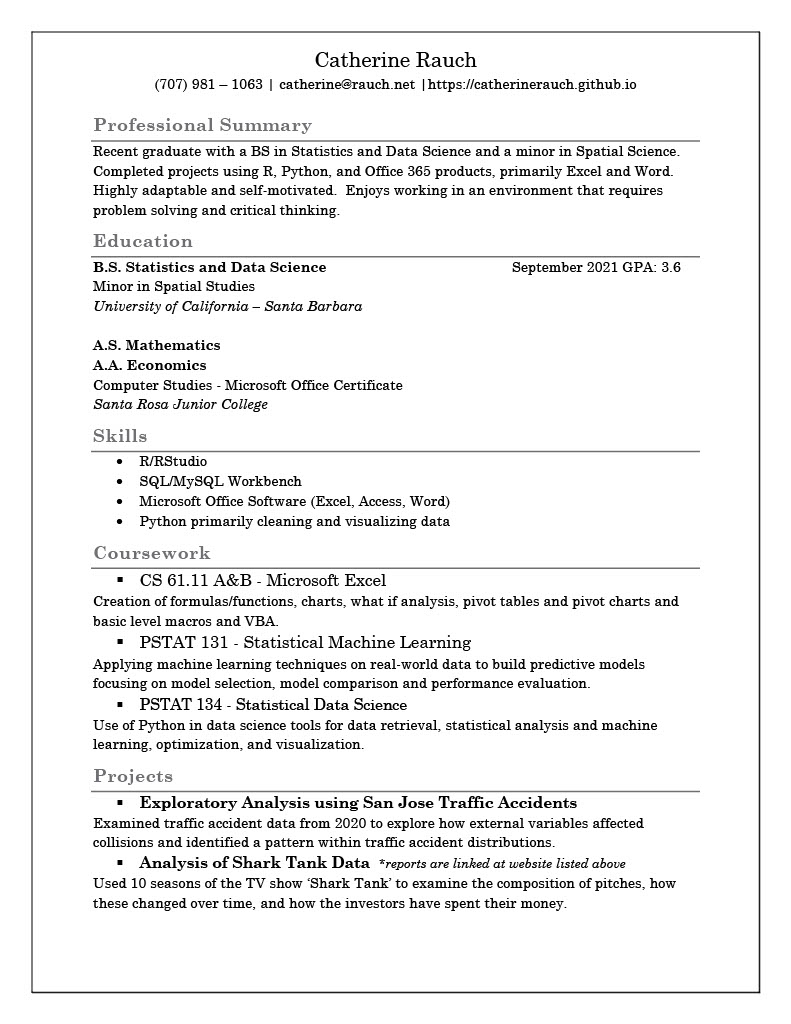 Catherine Rauch
(707) 981 – 1063 | catherine@rauch.net |https://catherinerauch.github.io
Professional Summary
Recent graduate with a BS in Statistics and Data Science and a minor in Spatial Science.
Completed projects using R, Python, and Office 365 products, primarily Excel and Word.
Highly adaptable and self-motivated.  Enjoys working in an environment that requires
problem solving and critical thinking.
Education
B.S. Statistics and Data Science September 2021 GPA: 3.6
Minor in Spatial Studies
University of California – Santa Barbara
A.S. Mathematics
A.A. Economics
Computer Studies - Microsoft Office Certificate
Santa Rosa Junior College
Skills
• R/RStudio
• SQL/MySQL Workbench
• Microsoft Office Software (Excel, Access, Word)
• Python primarily cleaning and visualizing data
Coursework
▪ CS 61.11 A&B - Microsoft Excel
Creation of formulas/functions, charts, what if analysis, pivot tables and pivot charts and
basic level macros and VBA.
▪ PSTAT 131 - Statistical Machine Learning
Applying machine learning techniques on real-world data to build predictive models
focusing on model selection, model comparison and performance evaluation.
▪ PSTAT 134 - Statistical Data Science
Use of Python in data science tools for data retrieval, statistical analysis and machine
learning, optimization, and visualization.
Projects
▪ Exploratory Analysis using San Jose Traffic Accidents
Examined traffic accident data from 2020 to explore how external variables affected
collisions and identified a pattern within traffic accident distributions.
▪ Analysis of Shark Tank Data *reports are linked at website listed above
Used 10 seasons of the TV show ‘Shark Tank’ to examine the composition of pitches, how
these changed over time, and how the investors have spent their money.